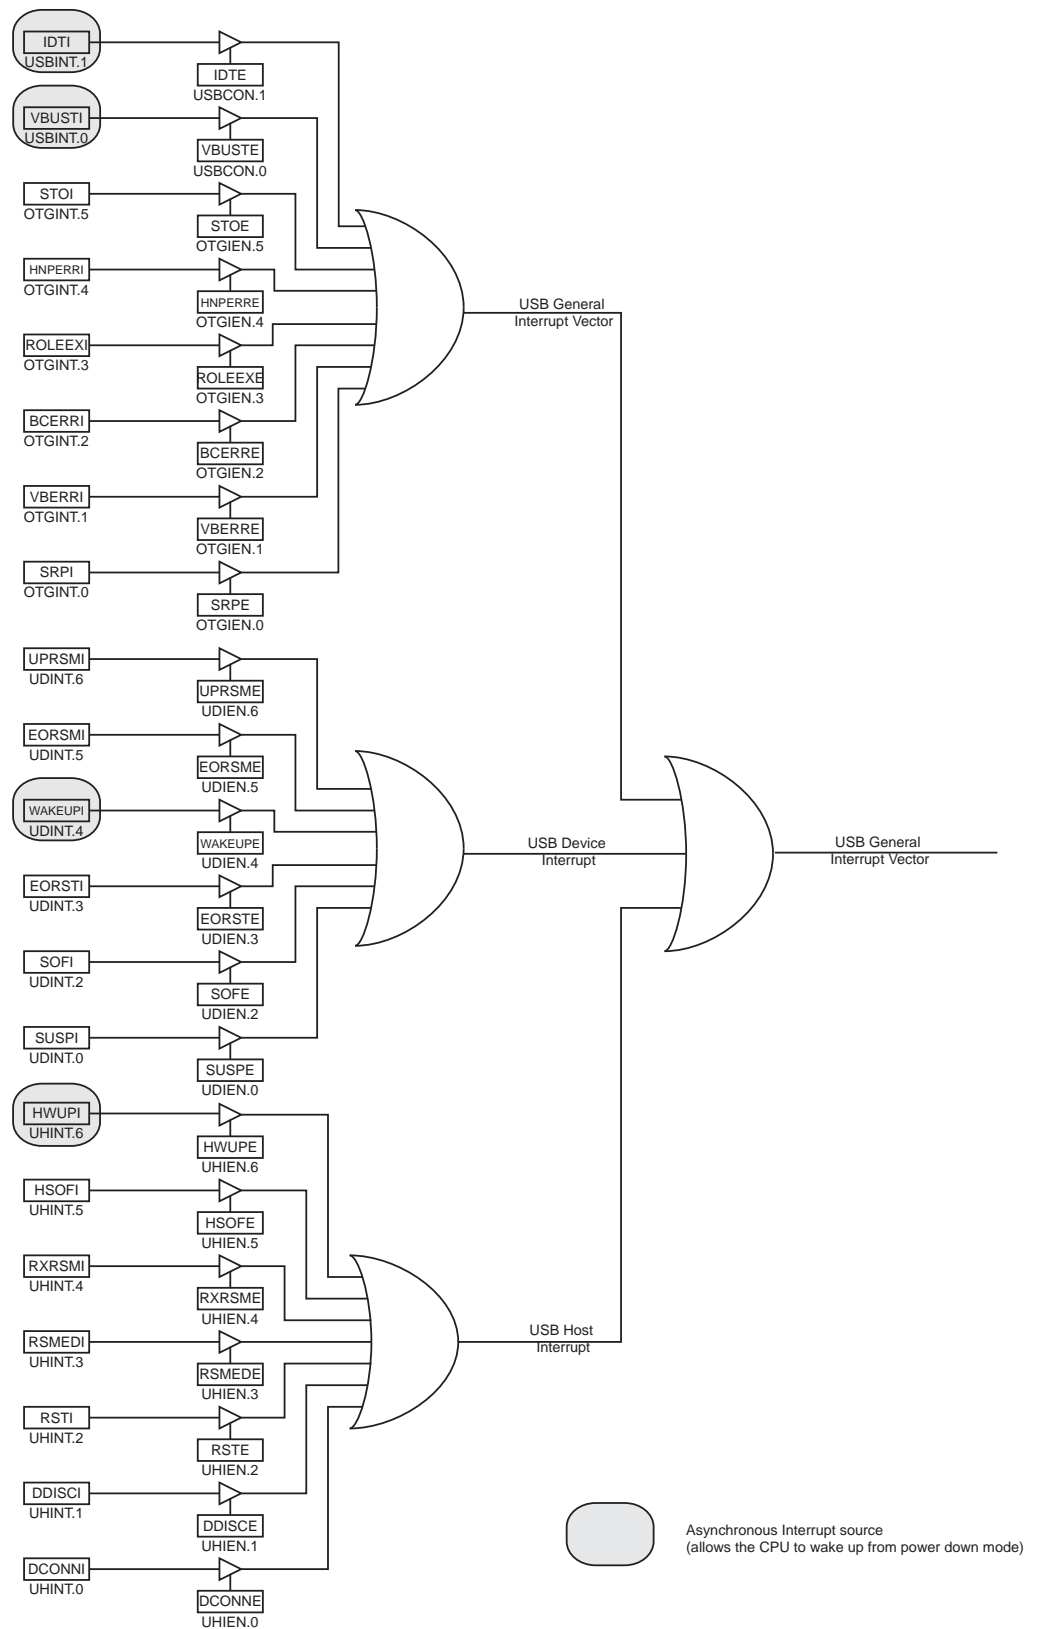 IDTI
USBINT.1
IDTE
USBCON.1
VBUSTI
USBINT.0
VBUSTE
USBCON.0
STOI
OTGINT.5
STOE
OTGIEN.5
HNPERRI
OTGINT.4
HNPERRE
OTGIEN.4
ROLEEXI
OTGINT.3
ROLEEXE
OTGIEN.3
BCERRI
OTGINT.2
BCERRE
OTGIEN.2
VBERRI
OTGINT.1
VBERRE
OTGIEN.1
SRPI
OTGINT.0
SRPE
OTGIEN.0
USB General
Interrupt Vector
UPRSMI
UDINT.6
UPRSME
UDIEN.6
EORSMI
UDINT.5
EORSME
UDIEN.5
WAKEUPI
UDINT.4
WAKEUPE
UDIEN.4
EORSTI
UDINT.3
EORSTE
UDIEN.3
SOFI
UDINT.2
SOFE
UDIEN.2
SUSPI
UDINT.0
SUSPE
UDIEN.0
USB Device
Interrupt
USB General
Interrupt Vector
HWUPI
UHINT.6
HWUPE
UHIEN.6
HSOFI
UHINT.5
HSOFE
UHIEN.5
RXRSMI
UHINT.4
RXRSME
UHIEN.4
RSMEDI
UHINT.3
RSMEDE
UHIEN.3
RSTI
UHINT.2
RSTE
UHIEN.2
DDISCI
UHINT.1
DDISCE
UHIEN.1
DCONNI
UHINT.0
DCONNE
UHIEN.0
USB Host
Interrupt
Asynchronous Interrupt source
(allows the CPU to wake up from power down mode)